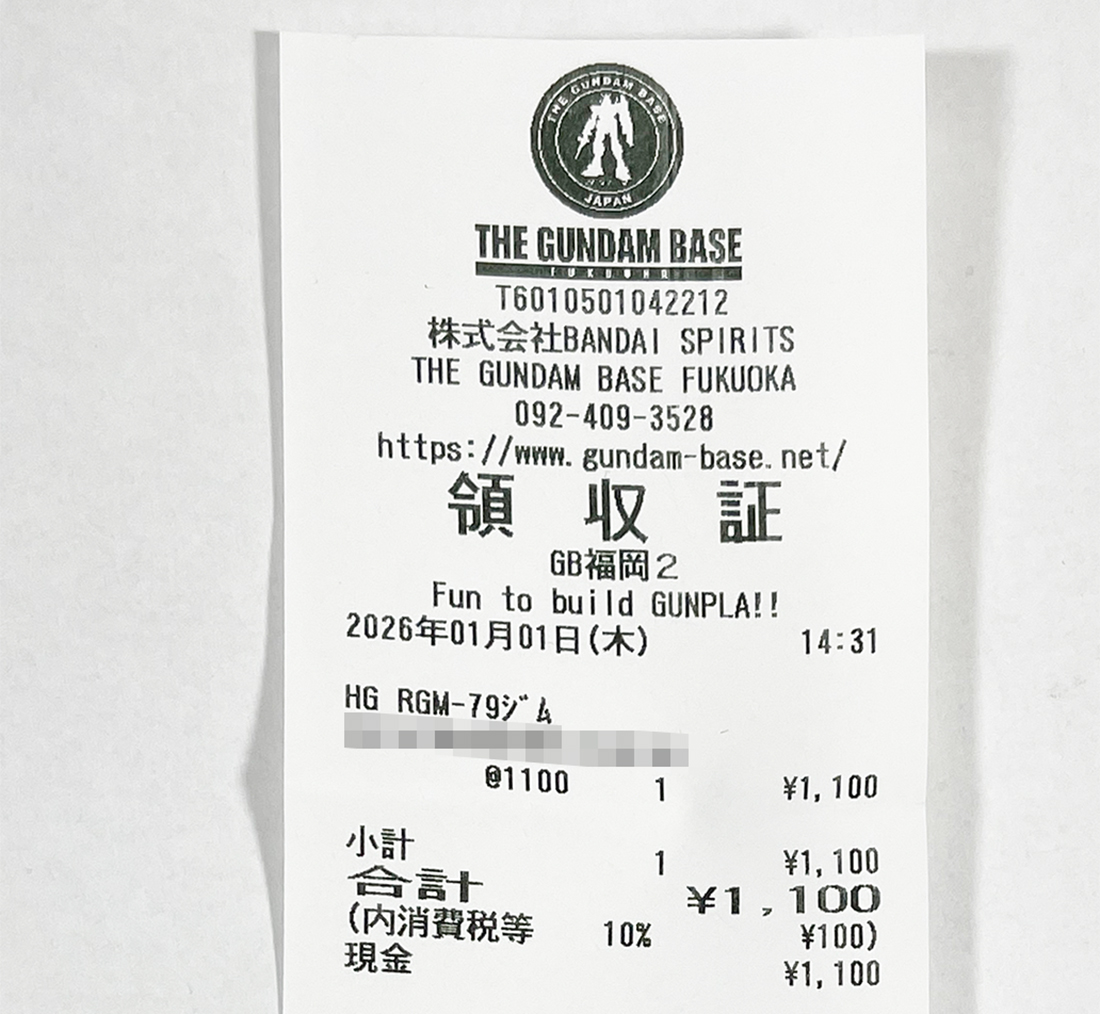 THE GUNDAM BASE
JAPAN
THE GUNDAM BASE
FUKUOKA
T6010501042212
株式会社BANDAI SPIRITS
THE GUNDAM BASE FUKUOKA
092-409-3528
https://www.gundam-base.net/
領 収 証
GB福岡2
Fun to build GUNPLA!!
2026年01月01日(木) 14:31
HG RGM-79ジム
@1100 1 ¥1,100
小計 1 ¥1,100
合計 ¥1,100
(内消費税等 10% ¥100)
現金 ¥1,100